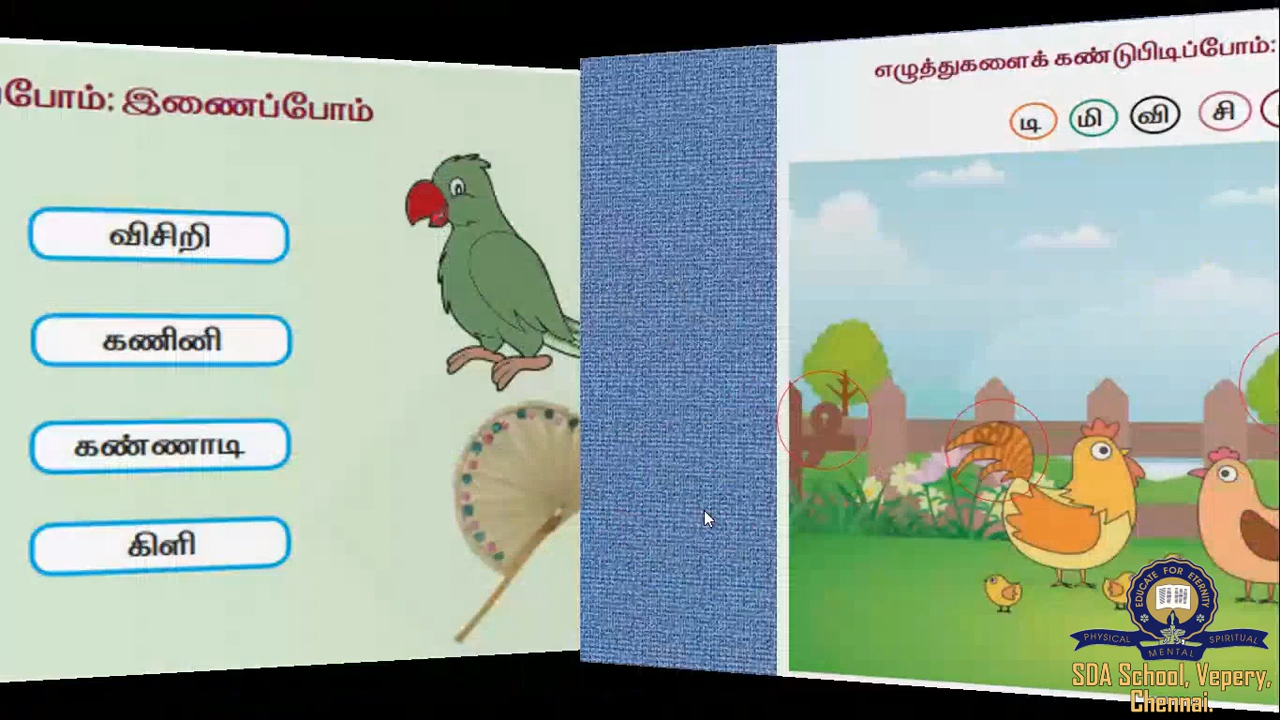 இணைப்போம்
விசிறி
கணினி
கண்ணாடி
கிளி
எழுத்துகளைக் கண்டுபிடிப்போம்:
டி மி வி சி
EDUCATE FOR ETERNITY
PHYSICAL MENTAL SPIRITUAL
SDA School, Vepery,
Chennai.